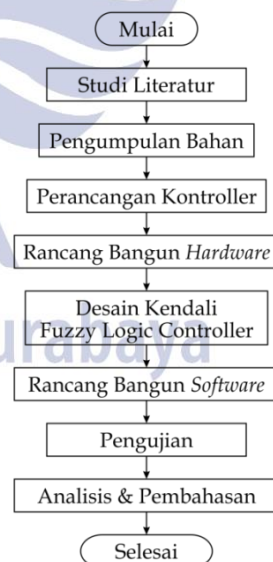 Mulai
Studi Literatur
Pengumpulan Bahan
Perancangan Kontroller
Rancang Bangun Hardware
Desain Kendali
Fuzzy Logic Controller
urabaya
Rancang Bangun Software
Pengujian
Analisis & Pembahasan
Selesai